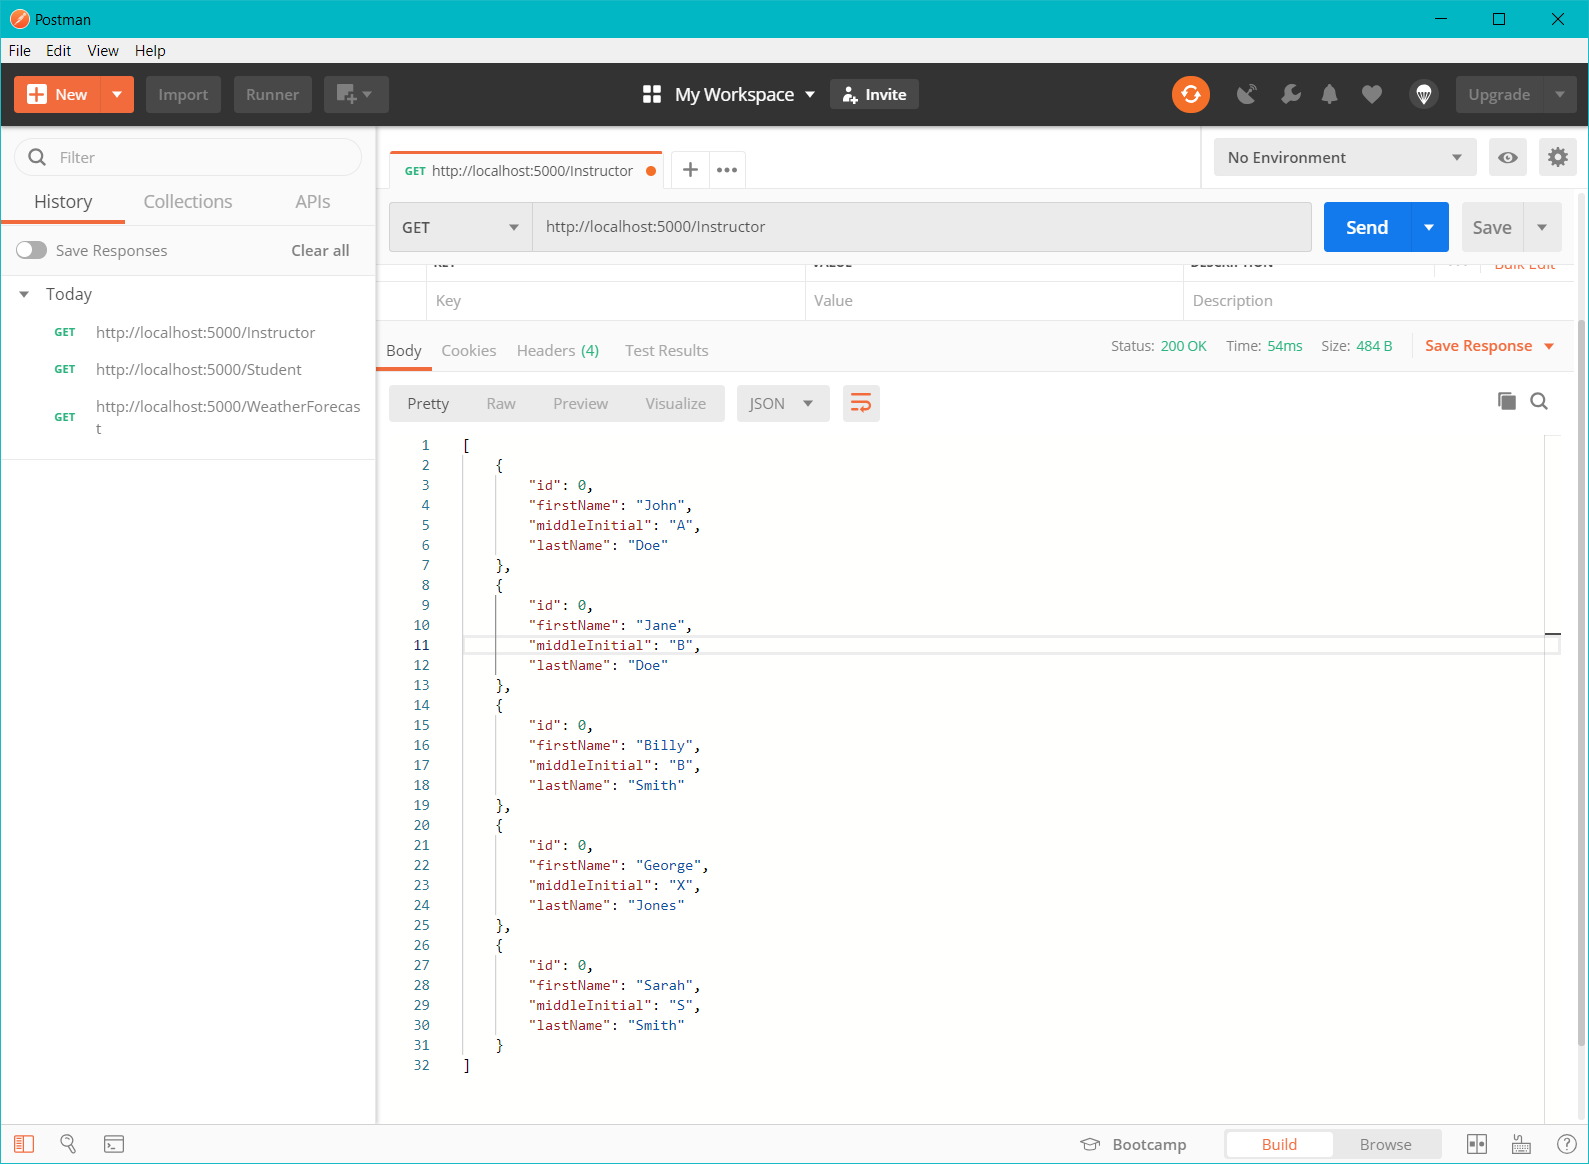 Postman
File Edit View Help
New Import Runner My Workspace Invite Upgrade
Filter
History Collections APIs
Save Responses Clear all
Today
GET http://localhost:5000/Instructor
GET http://localhost:5000/Student
GET http://localhost:5000/WeatherForecas
t
GET http://localhost:5000/Instructor
No Environment
GET http://localhost:5000/Instructor Send Save
KEY VALUE DESCRIPTION Bulk Edit
Key Value Description
Body Cookies Headers (4) Test Results Status: 200 OK Time: 54ms Size: 484 B Save Response
Pretty Raw Preview Visualize JSON
1 [
2 {
3 "id": 0,
4 "firstName": "John",
5 "middleInitial": "A",
6 "lastName": "Doe"
7 },
8 {
9 "id": 0,
10 "firstName": "Jane",
11 "middleInitial": "B",
12 "lastName": "Doe"
13 },
14 {
15 "id": 0,
16 "firstName": "Billy",
17 "middleInitial": "B",
18 "lastName": "Smith"
19 },
20 {
21 "id": 0,
22 "firstName": "George",
23 "middleInitial": "X",
24 "lastName": "Jones"
25 },
26 {
27 "id": 0,
28 "firstName": "Sarah",
29 "middleInitial": "S",
30 "lastName": "Smith"
31 }
32 ]
Bootcamp Build Browse